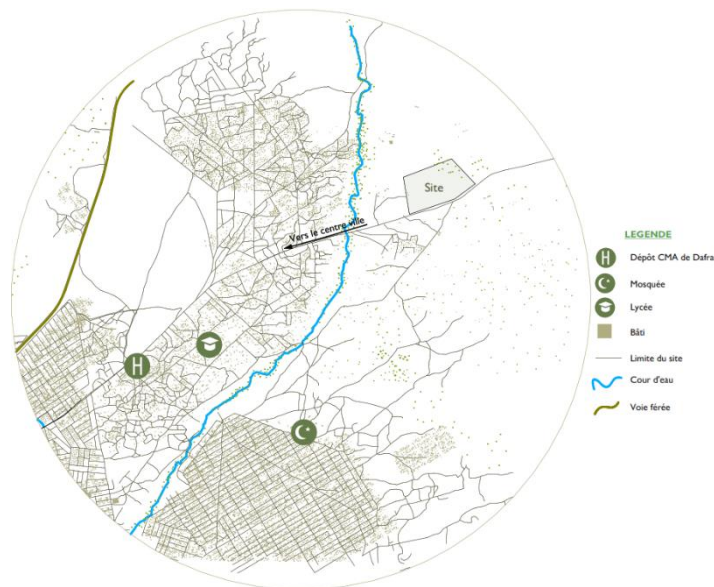 Site
Vers le centre ville
LEGENDE
H
Dépôt CMA de Dafra
Mosquée
Lycée
Bâti
Limite du site
Cour d'eau
Voie férée
H